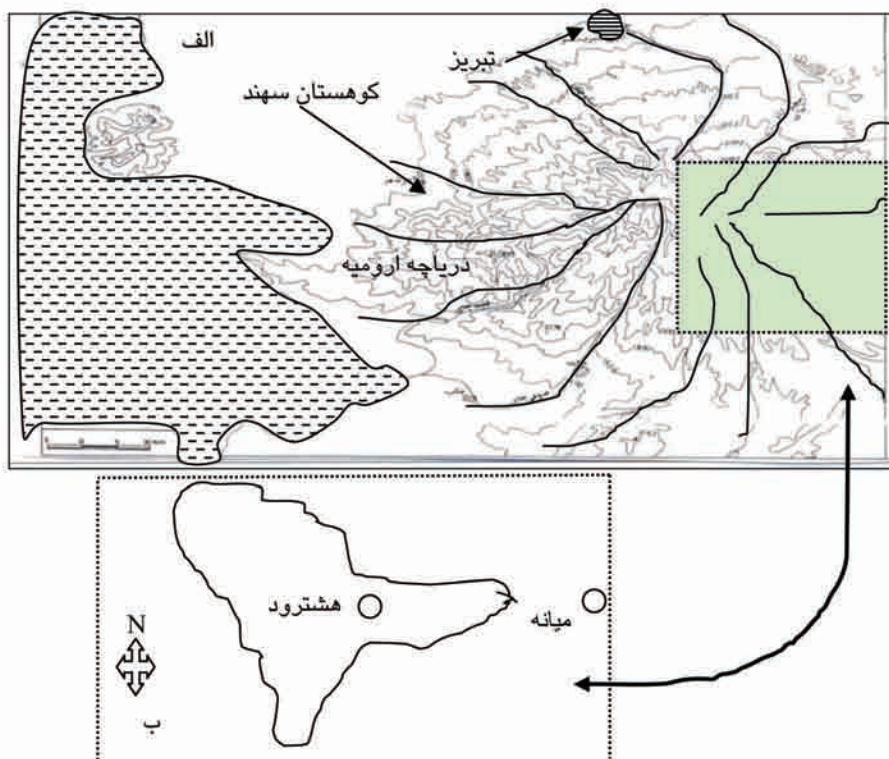 الف
تبریز
کوهستان سهند
دریاچه ارومیه
هشترود
میانه
N
ب